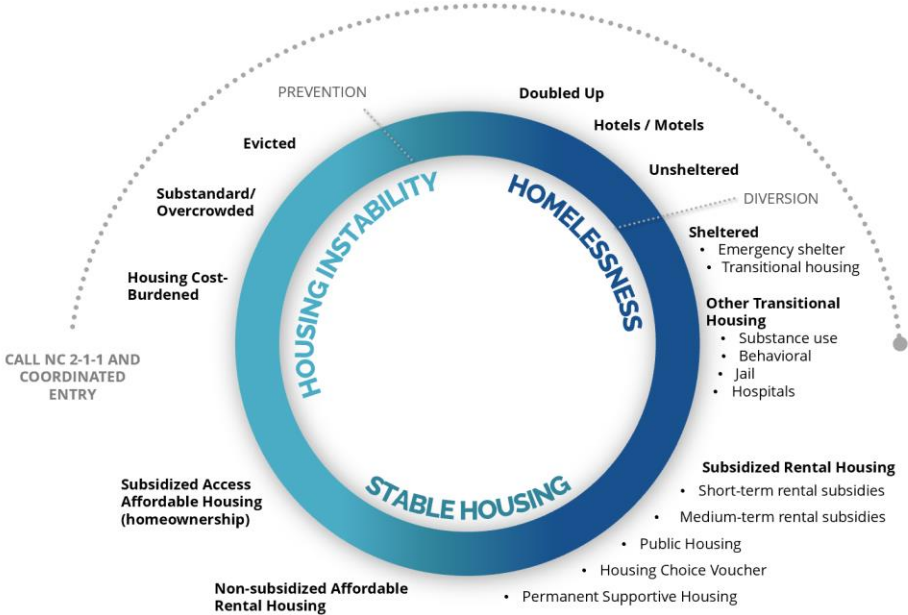 PREVENTION
Doubled Up
Hotels / Motels
Evicted
Unsheltered
Substandard/
Overcrowded
DIVERSION
Sheltered
• Emergency shelter
• Transitional housing
Housing Cost-
Burdened
Other Transitional
Housing
• Substance use
• Behavioral
• Jail
• Hospitals
CALL NC 2-1-1 AND
COORDINATED
ENTRY
HOUSING INSTABILITY
HOMELESSNESS
STABLE HOUSING
Subsidized Rental Housing
• Short-term rental subsidies
• Medium-term rental subsidies
• Public Housing
• Housing Choice Voucher
• Permanent Supportive Housing
Subsidized Access
Affordable Housing
(homeownership)
Non-subsidized Affordable
Rental Housing